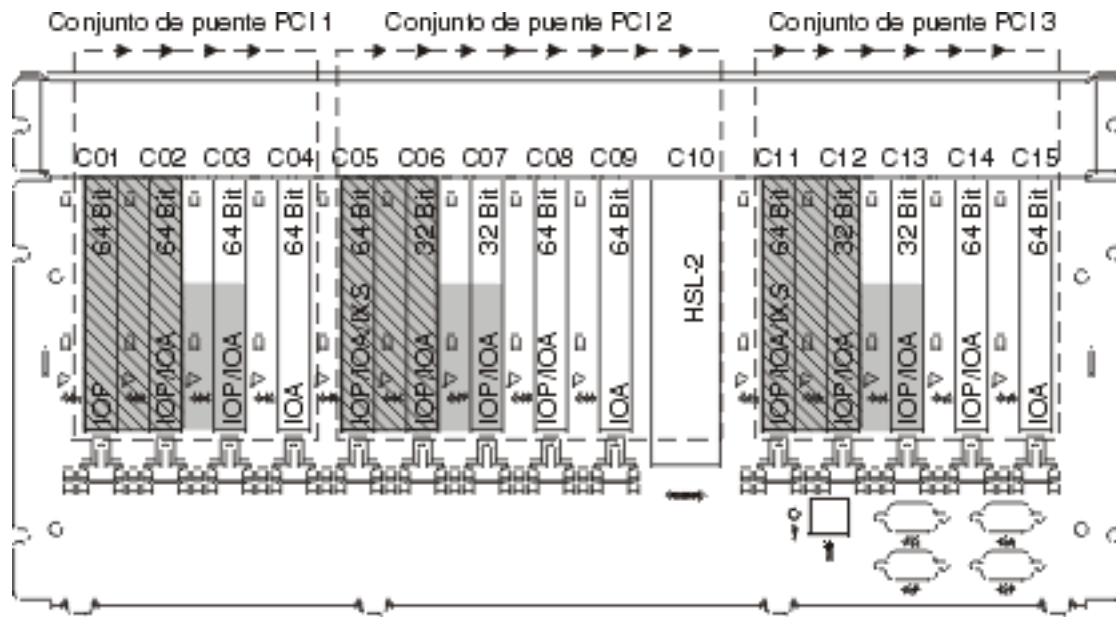 Conjunto de puente PCI 1
Conjunto de puente PCI 2
Conjunto de puente PCI 3
C01 C02 C03 C04 C05 C06 C07 C08 C09 C10 C11 C12 C13 C14 C15
IOP 64 Bit
IOP/IOA 64 Bit
IOP/IOA 64 Bit
IOA 64 Bit
IOP/IOA/IXS 64 Bit
IOP/IOA 32 Bit
IOP/IOA 32 Bit
IOP/IOA 64 Bit
IOA 64 Bit
HSL-2
IOP/IOA/IXS 64 Bit
IOP/IOA 32 Bit
IOP/IOA 32 Bit
IOP/IOA 64 Bit
IOA 64 Bit